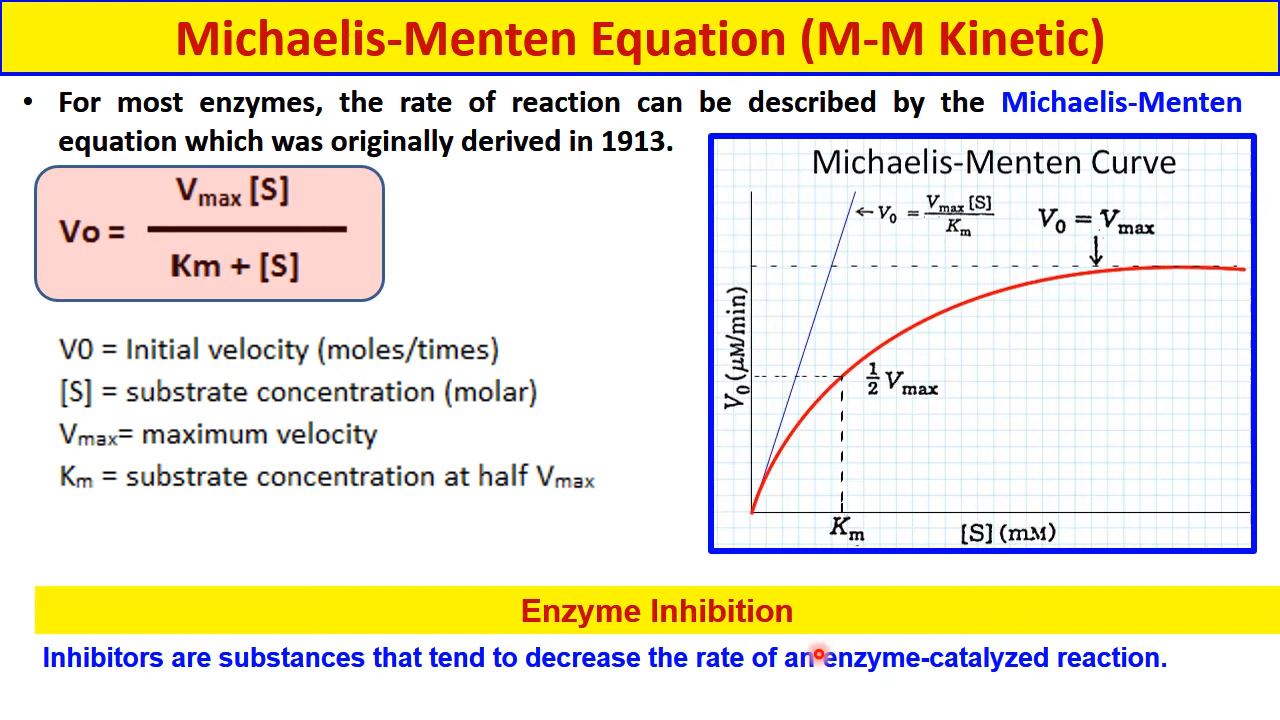 Michaelis-Menten Equation (M-M Kinetic)
• For most enzymes, the rate of reaction can be described by the Michaelis-Menten
equation which was originally derived in 1913.
Vmax [S]
Vo =
Km + [S]
V0 = Initial velocity (moles/times)
[S] = substrate concentration (molar)
Vmax= maximum velocity
Km = substrate concentration at half Vmax
Michaelis-Menten Curve
←V0 = Vmax [S]
Km
V0 = Vmax
V0 (μM/min)
1/2 Vmax
Km
[S] (mM)
Enzyme Inhibition
Inhibitors are substances that tend to decrease the rate of an enzyme-catalyzed reaction.